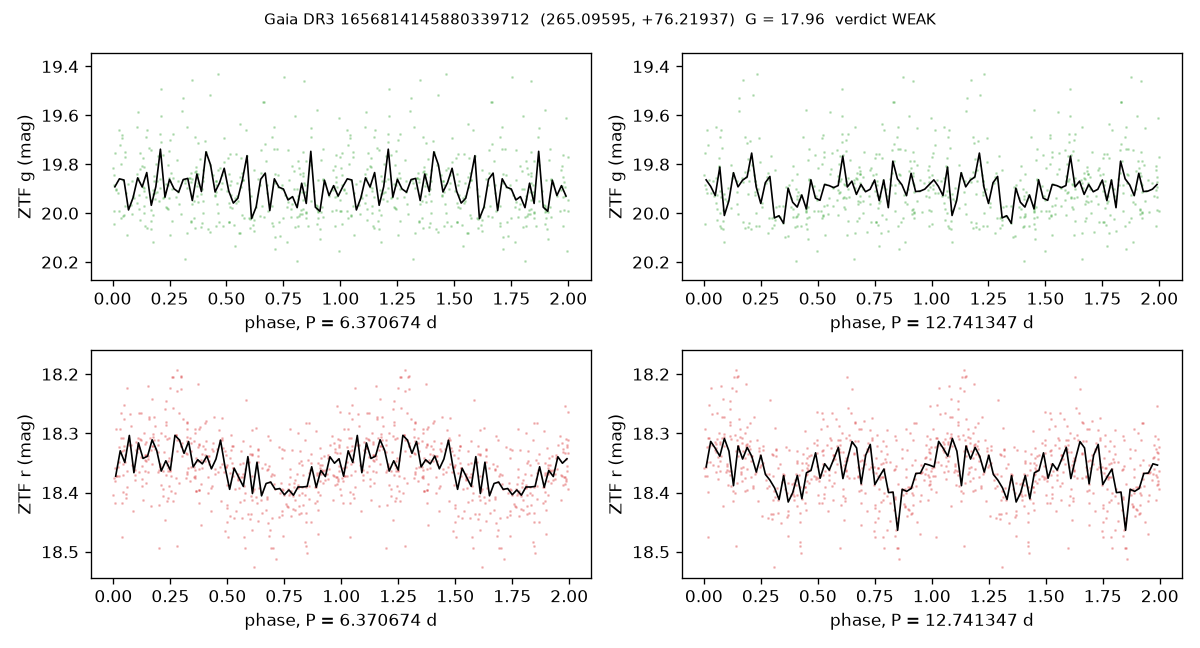 Gaia DR3 1656814145880339712 (265.09595, +76.21937) G = 17.96 verdict WEAK
ZTF g (mag)
19.4
19.6
19.8
20.0
20.2
0.00 0.25 0.50 0.75 1.00 1.25 1.50 1.75 2.00
phase, P = 6.370674 d
ZTF g (mag)
19.4
19.6
19.8
20.0
20.2
0.00 0.25 0.50 0.75 1.00 1.25 1.50 1.75 2.00
phase, P = 12.741347 d
ZTF r (mag)
18.2
18.3
18.4
18.5
0.00 0.25 0.50 0.75 1.00 1.25 1.50 1.75 2.00
phase, P = 6.370674 d
ZTF r (mag)
18.2
18.3
18.4
18.5
0.00 0.25 0.50 0.75 1.00 1.25 1.50 1.75 2.00
phase, P = 12.741347 d